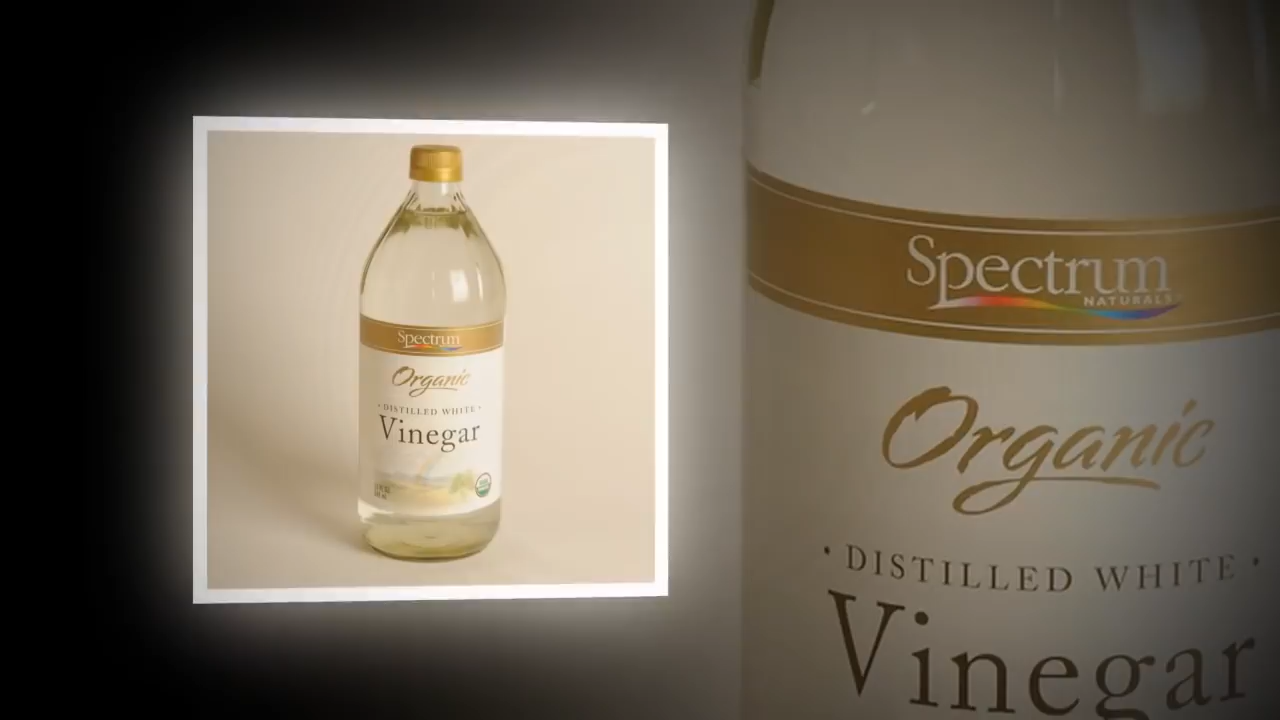 Spectrum
Organic
• DISTILLED WHITE •
Vinegar
Spectrum
NATURALS
Organic
• DISTILLED WHITE •
Vinegar